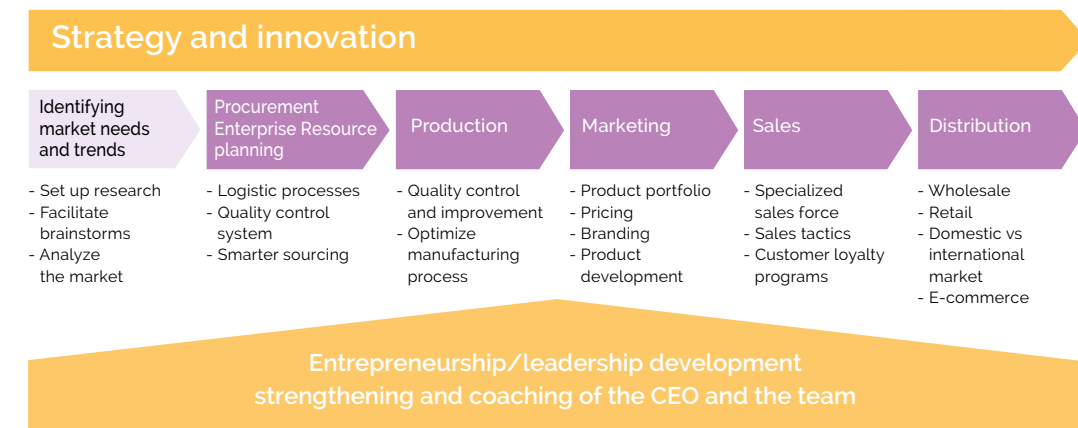 Strategy and innovation
Identifying
market needs
and trends
- Set up research
- Facilitate
brainstorms
- Analyze
the market
Procurement
Enterprise Resource
planning
- Logistic processes
- Quality control
system
- Smarter sourcing
Production
- Quality control
and improvement
- Optimize
manufacturing
process
Marketing
- Product portfolio
- Pricing
- Branding
- Product
development
Sales
- Specialized
sales force
- Sales tactics
- Customer loyalty
programs
Distribution
- Wholesale
- Retail
- Domestic vs
international
market
- E-commerce
Entrepreneurship/leadership development
strengthening and coaching of the CEO and the team